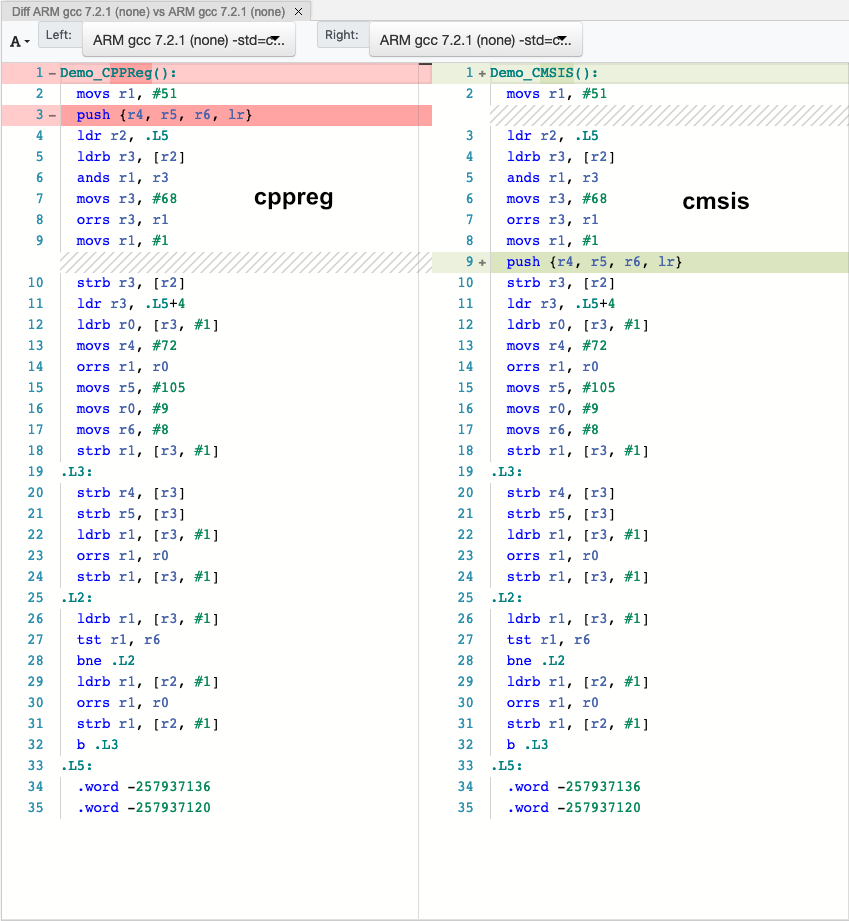 Diff ARM gcc 7.2.1 (none) vs ARM gcc 7.2.1 (none) ×
A Left: ARM gcc 7.2.1 (none) -std=c... Right: ARM gcc 7.2.1 (none) -std=c...
1 – Demo_CPPReg():
2 movs r1, #51
3 – push {r4, r5, r6, lr}
4 ldr r2, .L5
5 ldrb r3, [r2]
6 ands r1, r3
7 movs r3, #68
8 orrs r3, r1
9 movs r1, #1
10 strb r3, [r2]
11 ldr r3, .L5+4
12 ldrb r0, [r3, #1]
13 movs r4, #72
14 orrs r1, r0
15 movs r5, #105
16 movs r0, #9
17 movs r6, #8
18 strb r1, [r3, #1]
19 .L3:
20 strb r4, [r3]
21 strb r5, [r3]
22 ldrb r1, [r3, #1]
23 orrs r1, r0
24 strb r1, [r3, #1]
25 .L2:
26 ldrb r1, [r3, #1]
27 tst r1, r6
28 bne .L2
29 ldrb r1, [r2, #1]
30 orrs r1, r0
31 strb r1, [r2, #1]
32 b .L3
33 .L5:
34 .word -257937136
35 .word -257937120
cppreg
1 + Demo_CMSIS():
2 movs r1, #51
3 ldr r2, .L5
4 ldrb r3, [r2]
5 ands r1, r3
6 movs r3, #68
7 orrs r3, r1
8 movs r1, #1
9 + push {r4, r5, r6, lr}
10 strb r3, [r2]
11 ldr r3, .L5+4
12 ldrb r0, [r3, #1]
13 movs r4, #72
14 orrs r1, r0
15 movs r5, #105
16 movs r0, #9
17 movs r6, #8
18 strb r1, [r3, #1]
19 .L3:
20 strb r4, [r3]
21 strb r5, [r3]
22 ldrb r1, [r3, #1]
23 orrs r1, r0
24 strb r1, [r3, #1]
25 .L2:
26 ldrb r1, [r3, #1]
27 tst r1, r6
28 bne .L2
29 ldrb r1, [r2, #1]
30 orrs r1, r0
31 strb r1, [r2, #1]
32 b .L3
33 .L5:
34 .word -257937136
35 .word -257937120
cmsis